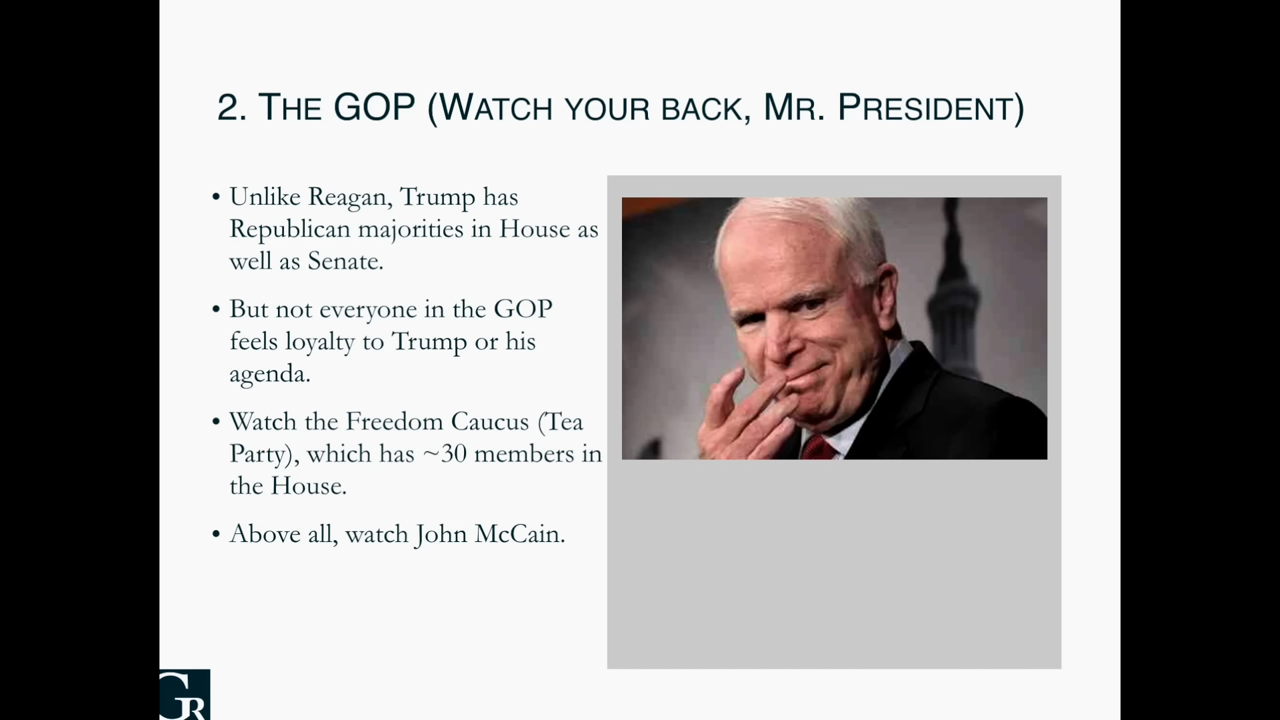 2. THE GOP (WATCH YOUR BACK, MR. PRESIDENT)
• Unlike Reagan, Trump has
Republican majorities in House as
well as Senate.
• But not everyone in the GOP
feels loyalty to Trump or his
agenda.
• Watch the Freedom Caucus (Tea
Party), which has ~30 members in
the House.
• Above all, watch John McCain.
GR